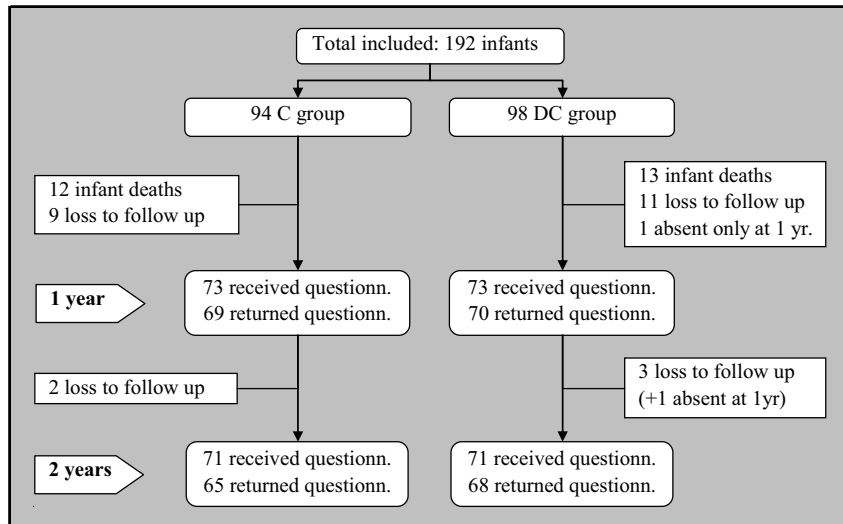 Total included: 192 infants
94 C group
98 DC group
12 infant deaths
9 loss to follow up
13 infant deaths
11 loss to follow up
1 absent only at 1 yr.
1 year
73 received questionn.
69 returned questionn.
73 received questionn.
70 returned questionn.
2 loss to follow up
3 loss to follow up
(+1 absent at 1yr)
2 years
71 received questionn.
65 returned questionn.
71 received questionn.
68 returned questionn.